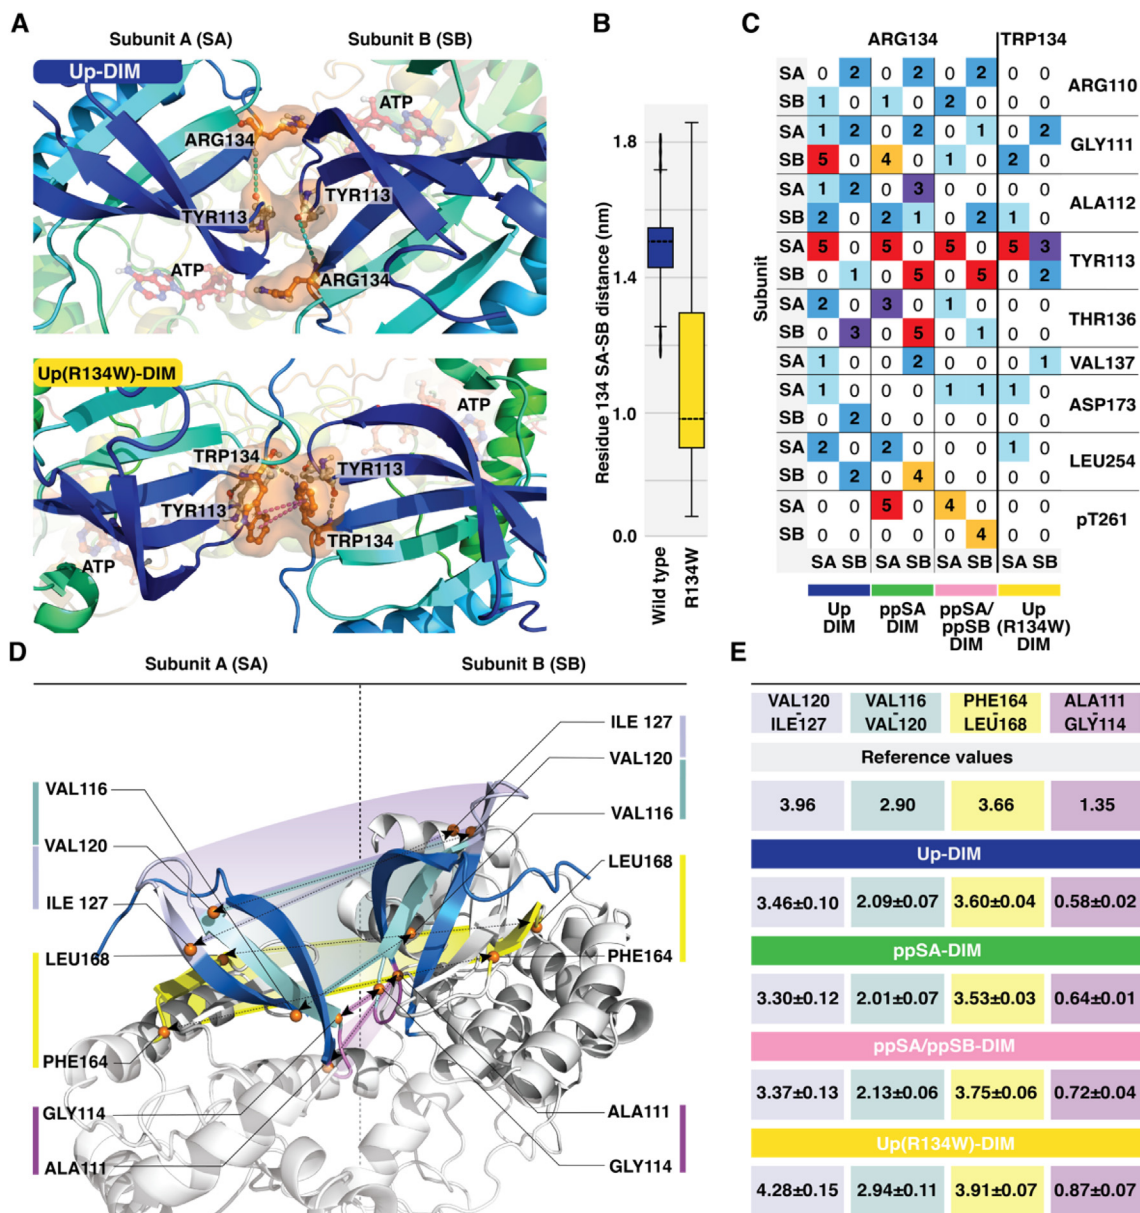 A
Subunit A (SA)
Subunit B (SB)
Up-DIM
ATP
ARG134
TYR113
TYR113
ATP
ARG134
Up(R134W)-DIM
ATP
TRP134
TYR113
TYR113
TRP134
ATP
B
Residue 134 SA-SB distance (nm)
1.8
1.4
1.0
0.0
Wild type
R134W
C
ARG134 TRP134
Subunit
SA 0 2 0 2 0 2 0 0 ARG110
SB 1 0 1 0 2 0 0 0
SA 1 2 0 2 0 1 0 2 GLY111
SB 5 0 4 0 1 0 2 0
SA 1 2 0 3 0 0 0 0 ALA112
SB 2 0 2 1 0 2 1 0
SA 5 0 5 0 5 0 5 3 TYR113
SB 0 1 0 5 0 5 0 2
SA 2 0 3 0 1 0 0 0 THR136
SB 0 3 0 5 0 1 0 0
SA 1 0 0 2 0 0 0 1 VAL137
SA 1 0 0 0 1 1 1 0 ASP173
SB 0 2 0 0 0 0 0 0
SA 2 0 2 0 0 0 1 0 LEU254
SB 0 2 0 4 0 0 0 0
SA 0 0 5 0 4 0 0 0 pT261
SB 0 0 0 0 0 4 0 0
SA SB SA SB SA SB SA SB
Up DIM
ppSA DIM
ppSA/ ppSB DIM
Up (R134W) DIM
D
Subunit A (SA)
Subunit B (SB)
ILE 127
VAL120
VAL116
LEU168
PHE164
ALA111
GLY114
VAL116
VAL120
ILE 127
LEU168
PHE164
GLY114
ALA111
E
VAL120 - ILE127
VAL116 - VAL120
PHE164 - LEU168
ALA111 - GLY114
Reference values
3.96 2.90 3.66 1.35
Up-DIM
3.46±0.10 2.09±0.07 3.60±0.04 0.58±0.02
ppSA-DIM
3.30±0.12 2.01±0.07 3.53±0.03 0.64±0.01
ppSA/ppSB-DIM
3.37±0.13 2.13±0.06 3.75±0.06 0.72±0.04
Up(R134W)-DIM
4.28±0.15 2.94±0.11 3.91±0.07 0.87±0.07